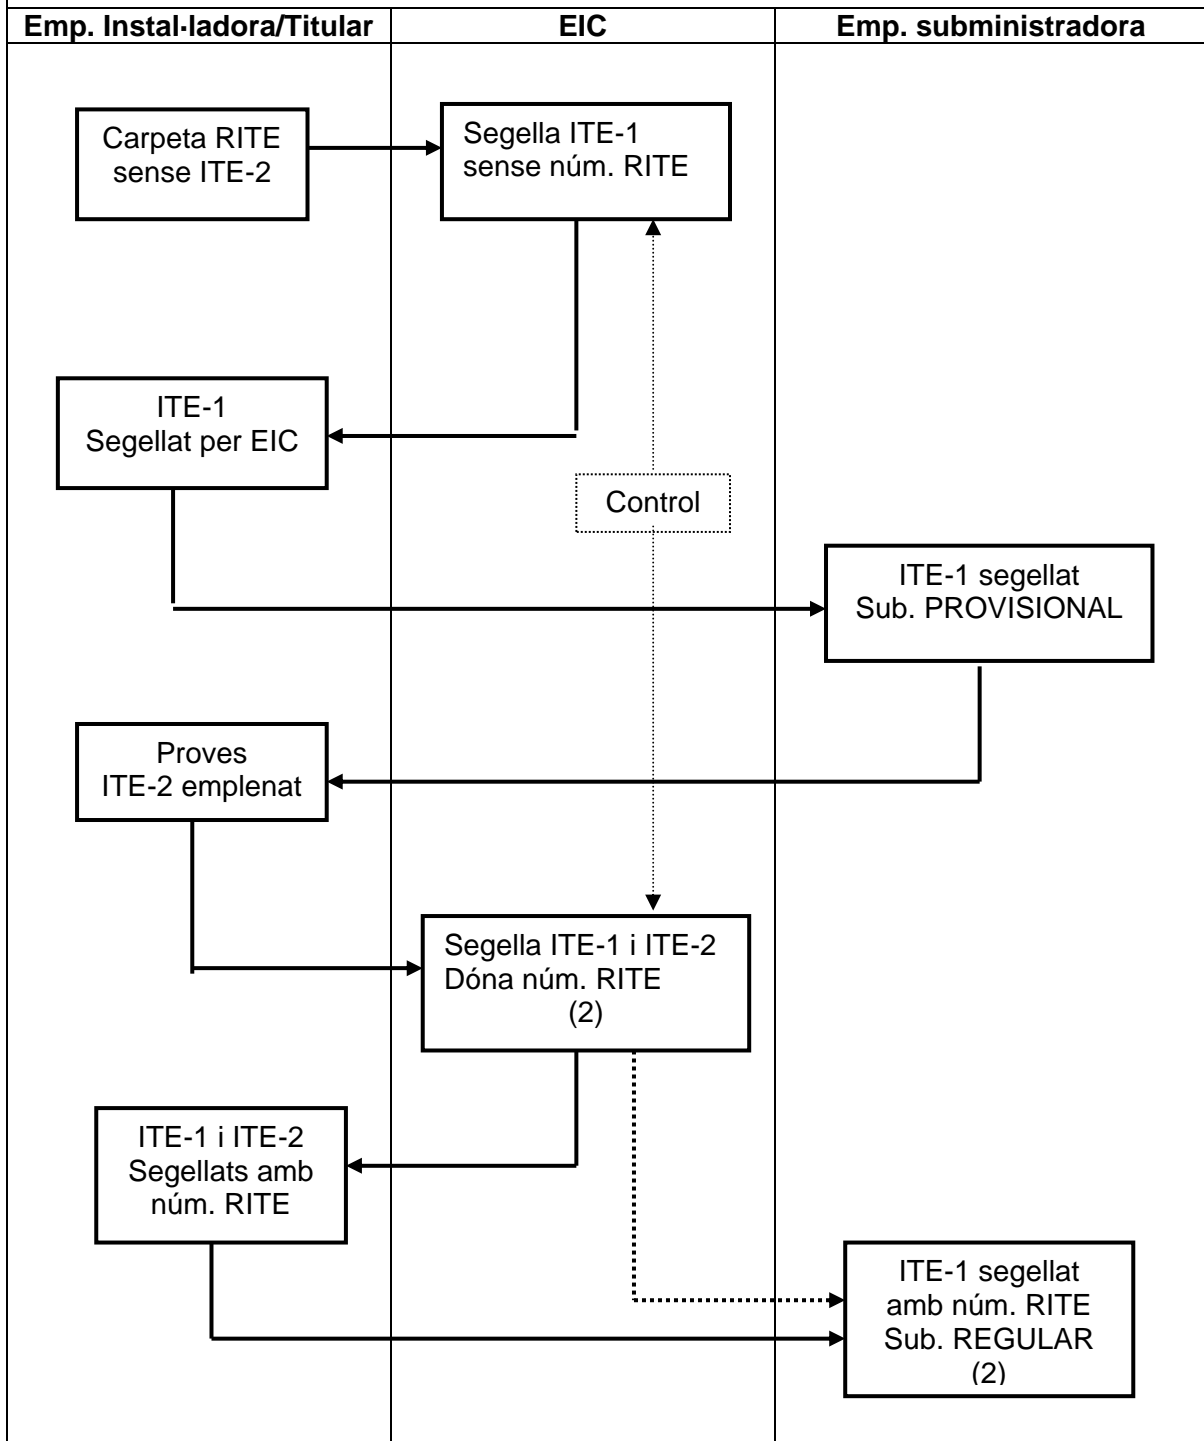 Emp. Instal·ladora/Titular
EIC
Emp. subministradora
Carpeta RITE
sense ITE-2
Segella ITE-1
sense núm. RITE
ITE-1
Segellat per EIC
Control
ITE-1 segellat
Sub. PROVISIONAL
Proves
ITE-2 emplenat
Segella ITE-1 i ITE-2
Dóna núm. RITE
(2)
ITE-1 i ITE-2
Segellats amb
núm. RITE
ITE-1 segellat
amb núm. RITE
Sub. REGULAR
(2)